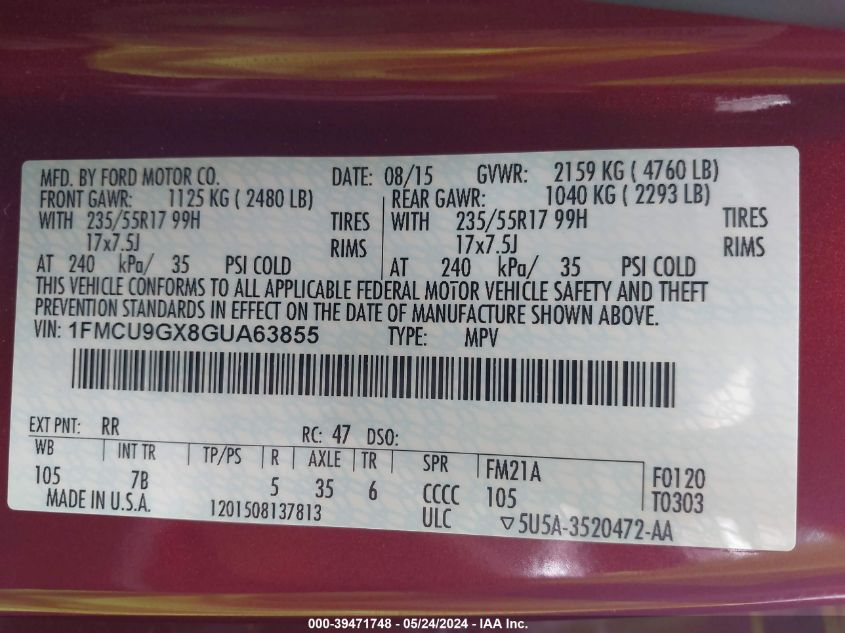 MFD. BY FORD MOTOR CO. DATE: 08/15 GVWR: 2159 KG ( 4760 LB)
FRONT GAWR: 1125 KG ( 2480 LB) REAR GAWR: 1040 KG ( 2293 LB)
WITH 235/55R17 99H TIRES WITH 235/55R17 99H TIRES
17x7.5J RIMS 17x7.5J RIMS
AT 240 kPa/ 35 PSI COLD AT 240 kPa/ 35 PSI COLD
THIS VEHICLE CONFORMS TO ALL APPLICABLE FEDERAL MOTOR VEHICLE SAFETY AND THEFT
PREVENTION STANDARDS IN EFFECT ON THE DATE OF MANUFACTURE SHOWN ABOVE.
VIN: 1FMCU9GX8GUA63855 TYPE: MPV
EXT PNT: RR RC: 47 DSO:
WB INT TR TP/PS R AXLE TR SPR FM21A F0120
105 7B 5 35 6 CCCC 105 T0303
MADE IN U.S.A. 1201508137813 ULC ▽5U5A-3520472-AA
000-39471748 - 05/24/2024 - IAA Inc.